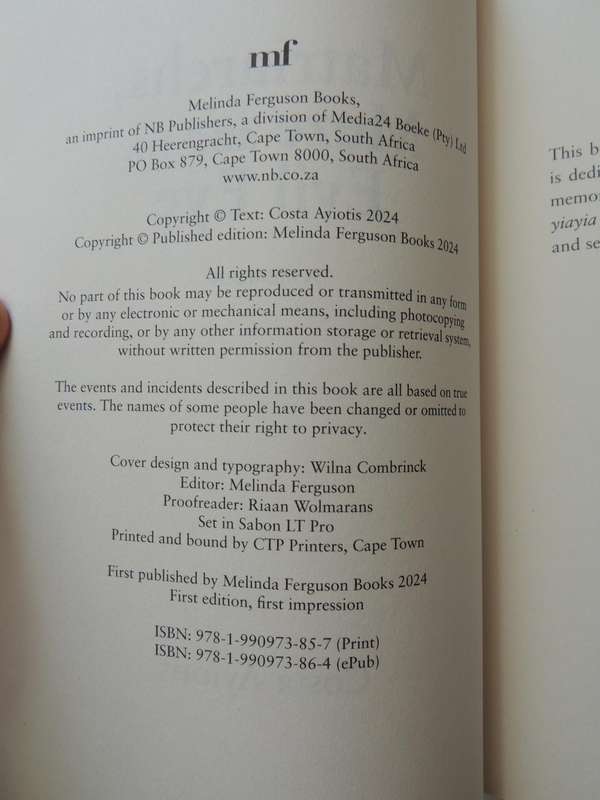 mf
Melinda Ferguson Books,
an imprint of NB Publishers, a division of Media24 Boeke (Pty) Ltd
40 Heerengracht, Cape Town, South Africa
PO Box 879, Cape Town 8000, South Africa
www.nb.co.za
Copyright © Text: Costa Ayiotis 2024
Copyright © Published edition: Melinda Ferguson Books 2024
All rights reserved.
No part of this book may be reproduced or transmitted in any form
or by any electronic or mechanical means, including photocopying
and recording, or by any other information storage or retrieval system,
without written permission from the publisher.
The events and incidents described in this book are all based on true
events. The names of some people have been changed or omitted to
protect their right to privacy.
Cover design and typography: Wilna Combrinck
Editor: Melinda Ferguson
Proofreader: Riaan Wolmarans
Set in Sabon LT Pro
Printed and bound by CTP Printers, Cape Town
First published by Melinda Ferguson Books 2024
First edition, first impression
ISBN: 978-1-990973-85-7 (Print)
ISBN: 978-1-990973-86-4 (ePub)
This b
is dedi
memor
yiayia
and se